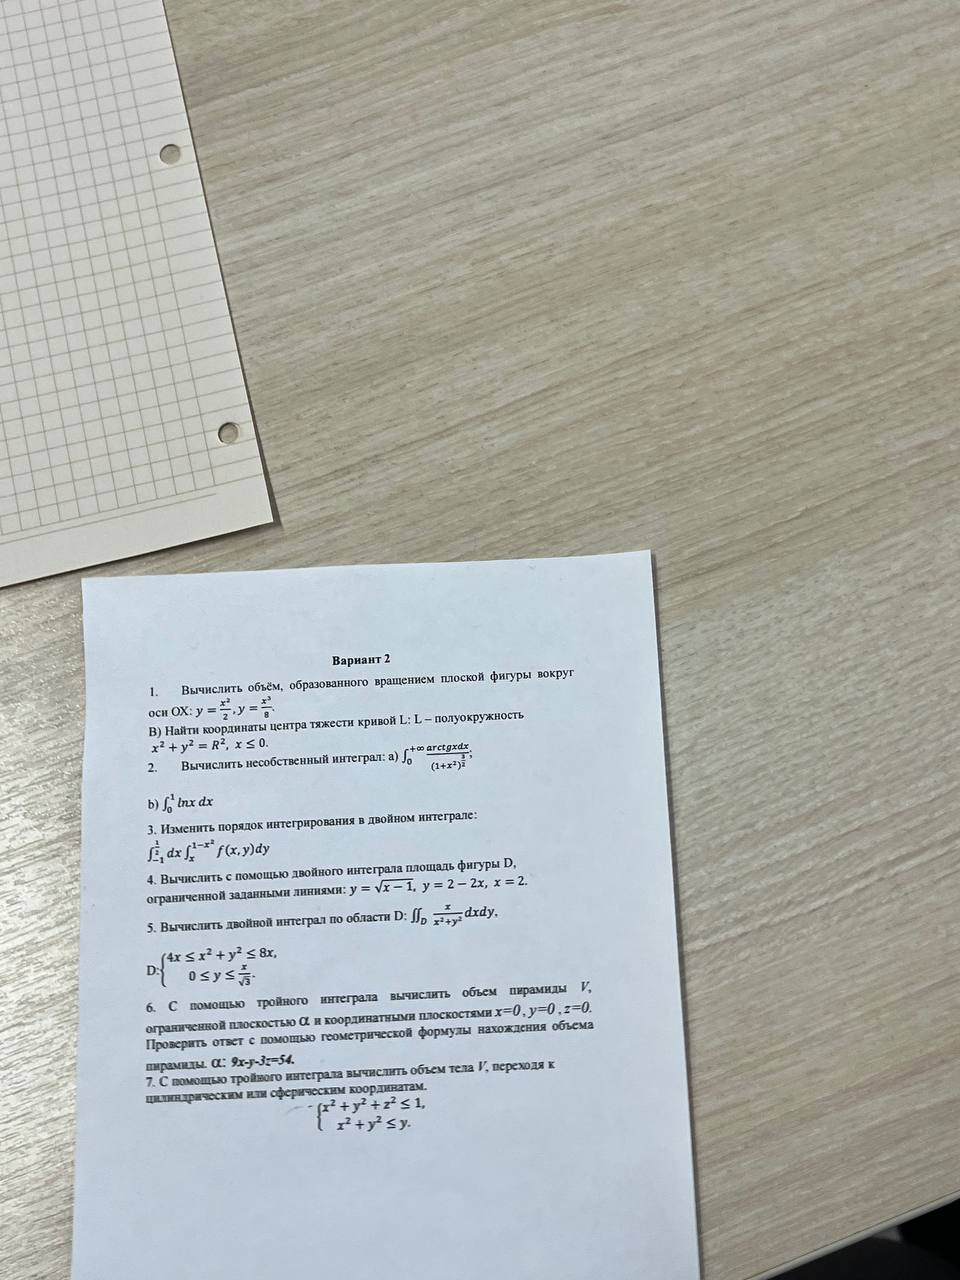 Вариант 2
1. Вычислить объём, образованного вращением плоской фигуры вокруг
оси OX: y = x²/2, y = x³/8.
В) Найти координаты центра тяжести кривой L: L – полуокружность
x² + y² = R², x ≤ 0.
2. Вычислить несобственный интеграл: a) ∫₀^{+∞} arctgxdx/(1+x²)^{3/2};
b) ∫₀¹ lnx dx
3. Изменить порядок интегрирования в двойном интеграле:
∫_{-1}^{1/2} dx ∫_x^{1−x²} f(x, y)dy
4. Вычислить с помощью двойного интеграла площадь фигуры D,
ограниченной заданными линиями: y = √(x − 1), y = 2 − 2x, x = 2.
5. Вычислить двойной интеграл по области D: ∬_D x/(x²+y²) dxdy,
D: { 4x ≤ x² + y² ≤ 8x,
0 ≤ y ≤ x/√3.
6. С помощью тройного интеграла вычислить объем пирамиды V,
ограниченной плоскостью α и координатными плоскостями x=0, y=0, z=0.
Проверить ответ с помощью геометрической формулы нахождения объема
пирамиды. α: 9x-y-3z=54.
7. С помощью тройного интеграла вычислить объем тела V, переходя к
цилиндрическим или сферическим координатам.
{ x² + y² + z² ≤ 1,
x² + y² ≤ y.